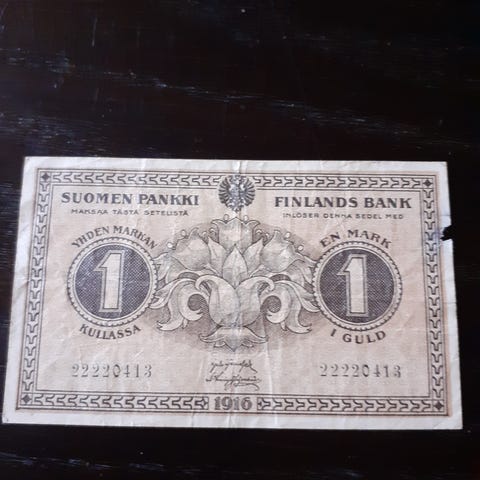 SUOMEN PANKKI
MAKSAA TÄSTÄ SETELISTÄ
FINLANDS BANK
INLÖSER DENNA SEDEL MED
YHDEN MARKAN
1
KULLASSA
EN MARK
1
I GULD
22220413
22220413
1916